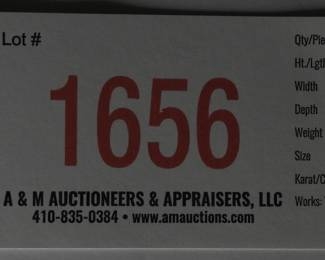 Lot #
1656
A & M AUCTIONEERS & APPRAISERS, LLC
410-835-0384 • www.amauctions.com
Qty/Pie
Ht./Lgth
Width
Depth
Weight
Size
Karat/C
Works: